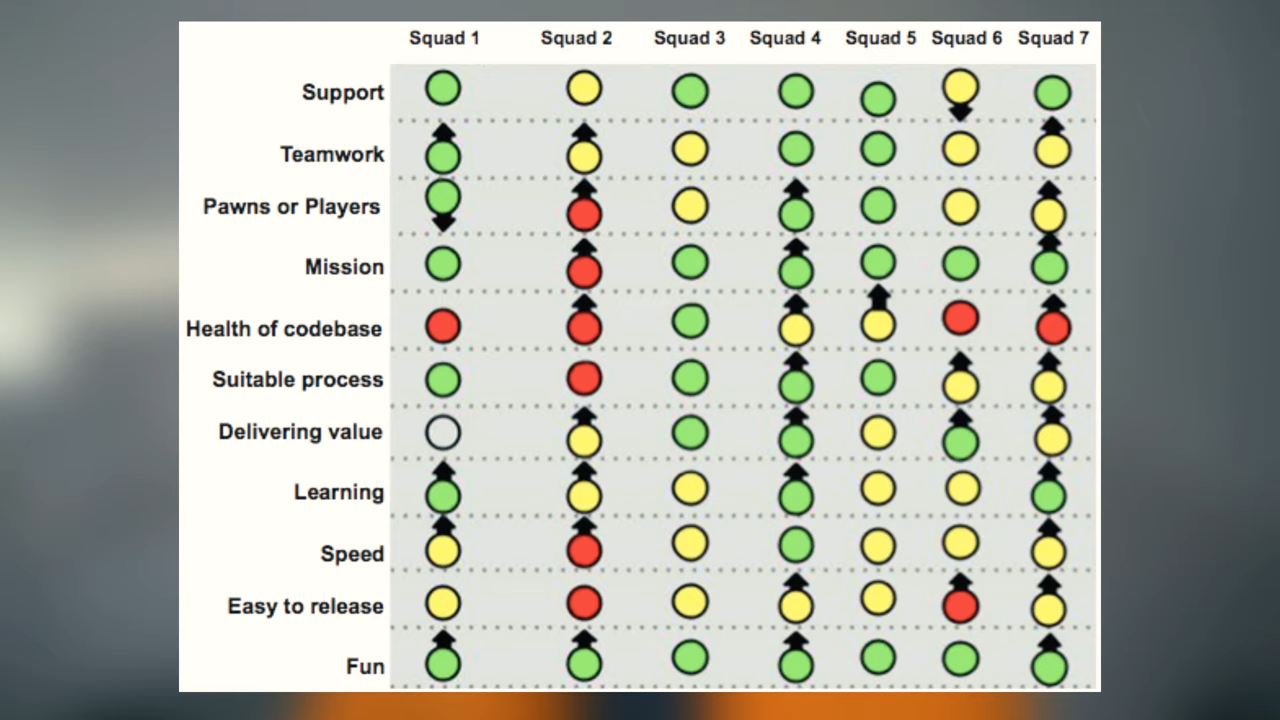 Squad 1 Squad 2 Squad 3 Squad 4 Squad 5 Squad 6 Squad 7
Support
Teamwork
Pawns or Players
Mission
Health of codebase
Suitable process
Delivering value
Learning
Speed
Easy to release
Fun